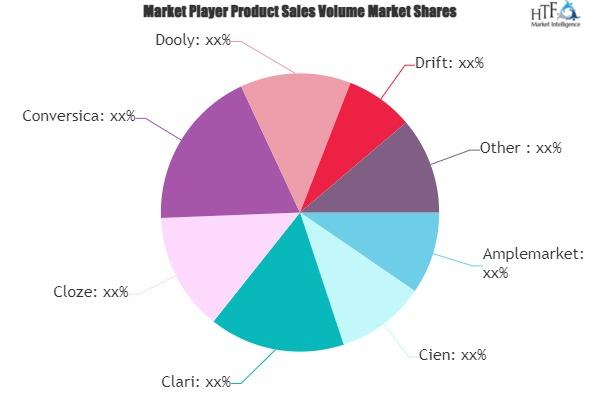 Market Player Product Sales Volume Market Shares
HTF
Market Intelligence
Dooly: xx%
Drift: xx%
Conversica: xx%
Other : xx%
Amplemarket:
xx%
Cloze: xx%
Cien: xx%
Clari: xx%